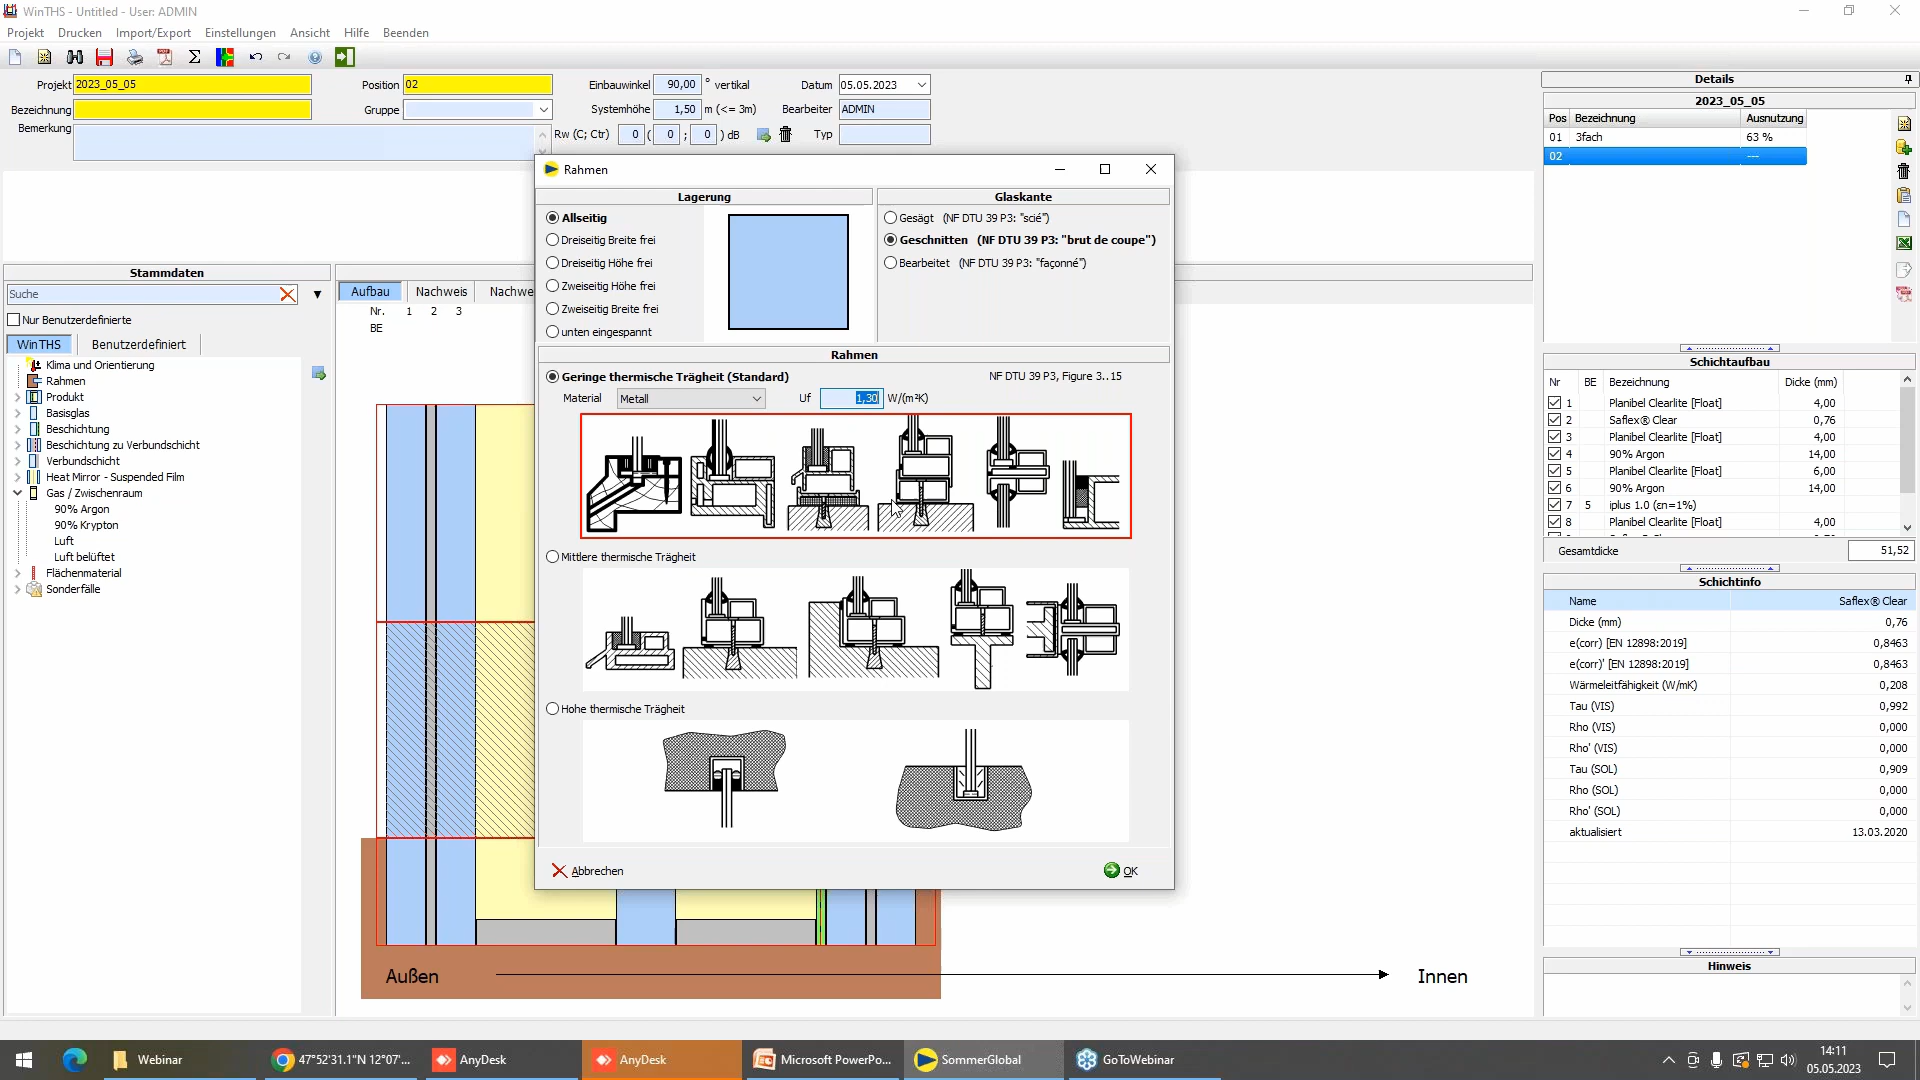 WinTHS - Untitled - User: ADMIN
Projekt Drucken Import/Export Einstellungen Ansicht Hilfe Beenden
Projekt 2023_05_05 Position 02 Einbauwinkel 90,00 ° vertikal Datum 05.05.2023
Bezeichnung Gruppe Systemhöhe 1,50 m (<= 3m) Bearbeiter ADMIN
Bemerkung Rw (C; Ctr) 0 ( 0 ; 0 ) dB Typ
Stammdaten
Suche
Nur Benutzerdefinierte
WinTHS Benutzerdefiniert
Klima und Orientierung
Rahmen
Produkt
Basisglas
Beschichtung
Beschichtung zu Verbundschicht
Verbundschicht
Heat Mirror - Suspended Film
Gas / Zwischenraum
90% Argon
90% Krypton
Luft
Luft belüftet
Flächenmaterial
Sonderfälle
Aufbau Nachweis Nachwe
Nr. 1 2 3
BE
Außen Innen
Rahmen
Lagerung
Allseitig
Dreiseitig Breite frei
Dreiseitig Höhe frei
Zweiseitig Höhe frei
Zweiseitig Breite frei
unten eingespannt
Glaskante
Gesägt (NF DTU 39 P3: "scié")
Geschnitten (NF DTU 39 P3: "brut de coupe")
Bearbeitet (NF DTU 39 P3: "façonné")
Rahmen
Geringe thermische Trägheit (Standard) NF DTU 39 P3, Figure 3..15
Material Metall Uf 1,30 W/(m²K)
Mittlere thermische Trägheit
Hohe thermische Trägheit
Abbrechen OK
Details
2023_05_05
Pos Bezeichnung Ausnutzung
01 3fach 63 %
02 ---
Schichtaufbau
Nr BE Bezeichnung Dicke (mm)
1 Planibel Clearlite [Float] 4,00
2 Saflex® Clear 0,76
3 Planibel Clearlite [Float] 4,00
4 90% Argon 14,00
5 Planibel Clearlite [Float] 6,00
6 90% Argon 14,00
7 5 iplus 1.0 (εn=1%)
8 Planibel Clearlite [Float] 4,00
Gesamtdicke 51,52
Schichtinfo
Name Saflex® Clear
Dicke (mm) 0,76
e(corr) [EN 12898:2019] 0,8463
e(corr)' [EN 12898:2019] 0,8463
Wärmeleitfähigkeit (W/mK) 0,208
Tau (VIS) 0,992
Rho (VIS) 0,000
Rho' (VIS) 0,000
Tau (SOL) 0,909
Rho (SOL) 0,000
Rho' (SOL) 0,000
aktualisiert 13.03.2020
Hinweis
Webinar 47°52'31.1"N 12°07'... AnyDesk AnyDesk Microsoft PowerPo... SommerGlobal GoToWebinar
14:11
05.05.2023